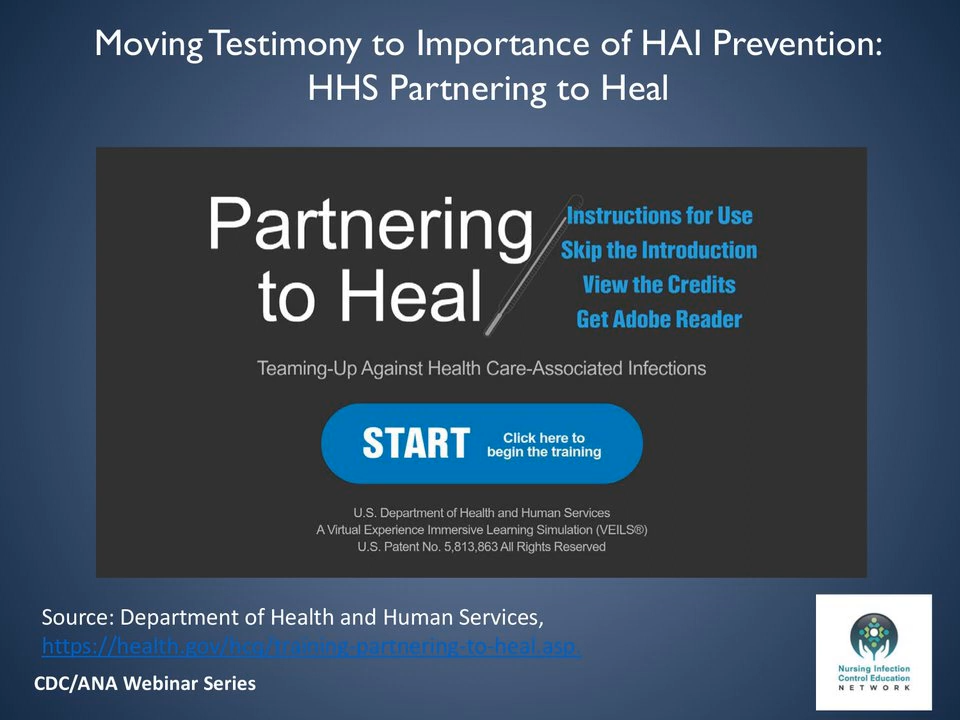 Moving Testimony to Importance of HAI Prevention:
HHS Partnering to Heal
Partnering
to Heal
Instructions for Use
Skip the Introduction
View the Credits
Get Adobe Reader
Teaming-Up Against Health Care-Associated Infections
START
Click here to
begin the training
U.S. Department of Health and Human Services
A Virtual Experience Immersive Learning Simulation (VEILS®)
U.S. Patent No. 5,813,863 All Rights Reserved
Source: Department of Health and Human Services,
https://health.gov/hcq/training-partnering-to-heal.asp.
CDC/ANA Webinar Series
Nursing Infection
Control Education
NETWORK